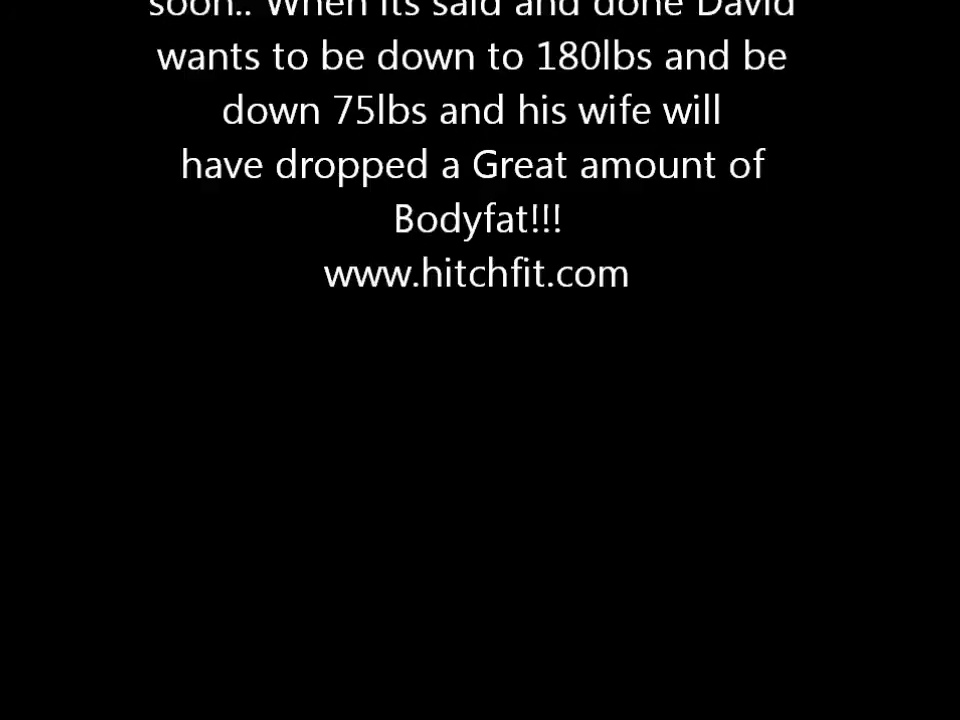 soon.. When its said and done David
wants to be down to 180lbs and be
down 75lbs and his wife will
have dropped a Great amount of
Bodyfat!!!
www.hitchfit.com